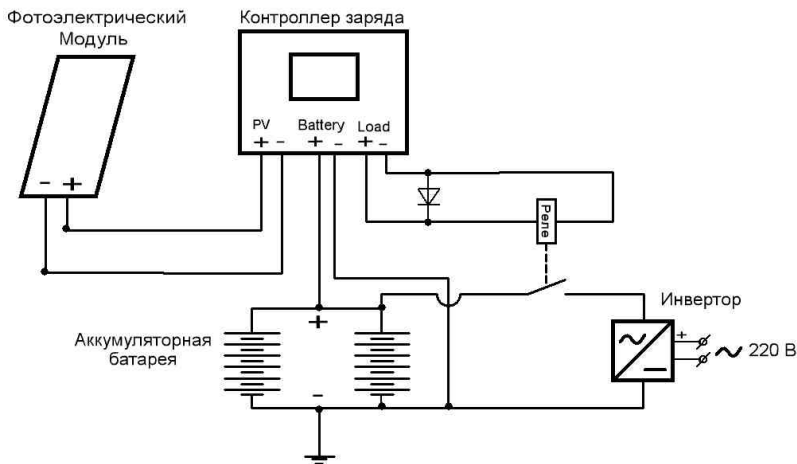 Фотоэлектрический
Модуль
Контроллер заряда
PV Battery Load
+ - + - + -
- +
Реле
Инвертор
+
Аккумуляторная
батарея
-
+
~ 220 В